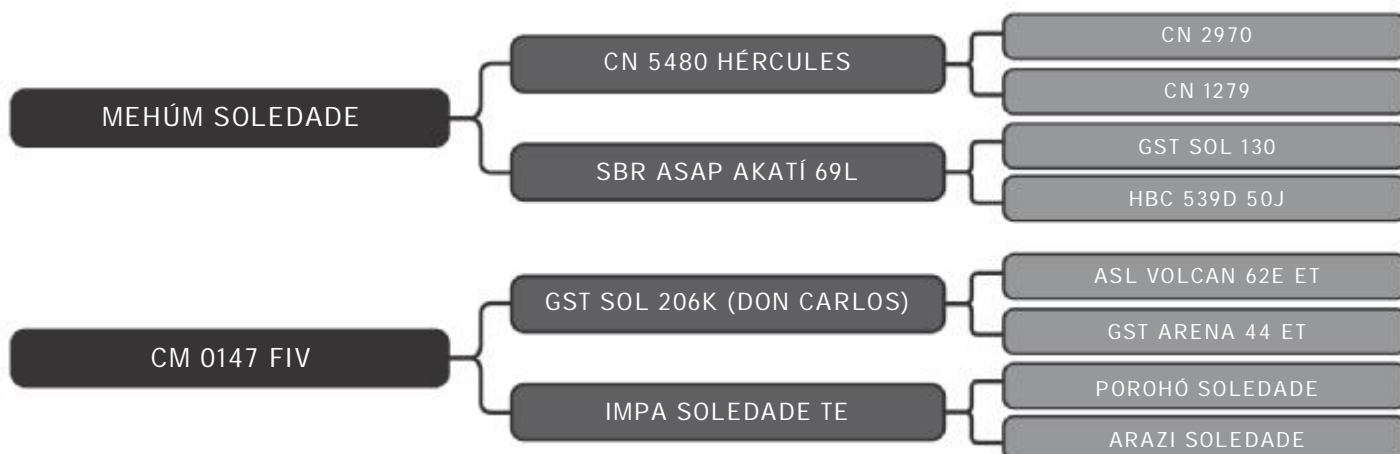 MEHÚM SOLEDADE
CN 5480 HÉRCULES
CN 2970
CN 1279
SBR ASAP AKATÍ 69L
GST SOL 130
HBC 539D 50J
CM 0147 FIV
GST SOL 206K (DON CARLOS)
ASL VOLCAN 62E ET
GST ARENA 44 ET
IMPA SOLEDADE TE
POROHÓ SOLEDADE
ARAZI SOLEDADE